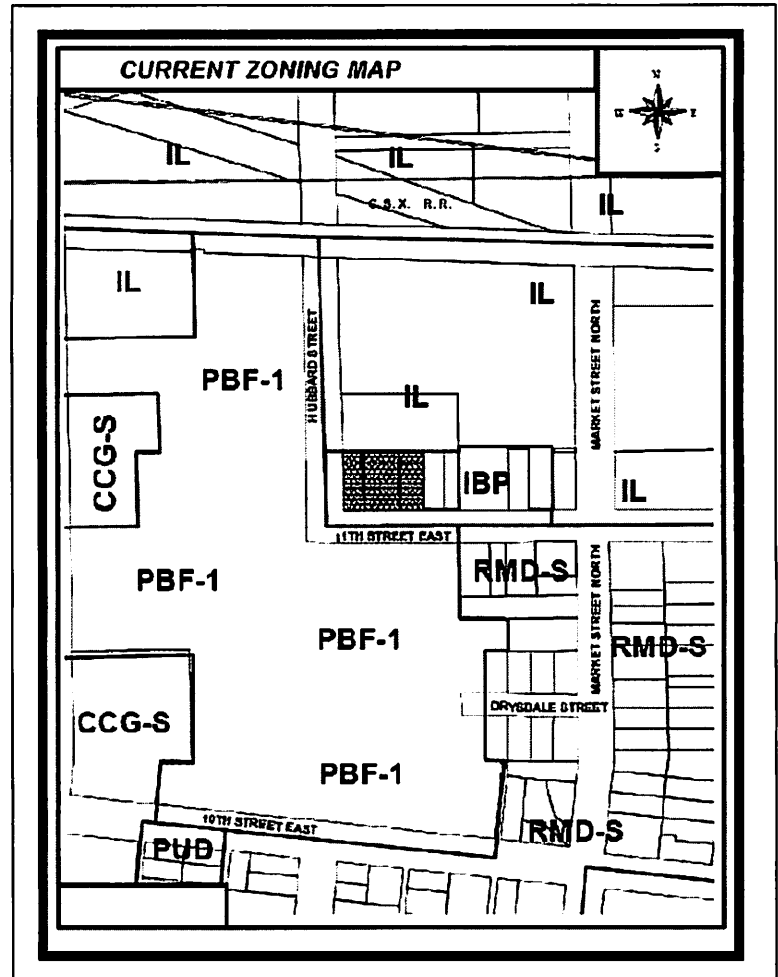 CURRENT ZONING MAP
N
E
S
IL
IL
IL
C.S.X. R.R.
IL
IL
HUBBARD STREET
MARKET STREET NORTH
PBF-1
IL
CCG-S
IBP
IL
11TH STREET EAST
RMD-S
PBF-1
MARKET STREET NORTH
PBF-1
RMD-S
DRYSDALE STREET
CCG-S
PBF-1
10TH STREET EAST
RMD-S
PUD